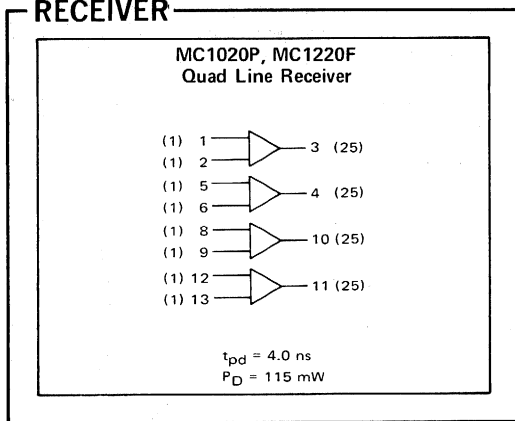 RECEIVER
MC1020P, MC1220F
Quad Line Receiver
(1) 1 3 (25)
(1) 2
(1) 5 4 (25)
(1) 6
(1) 8 10 (25)
(1) 9
(1) 12 11 (25)
(1) 13
tpd = 4.0 ns
PD = 115 mW